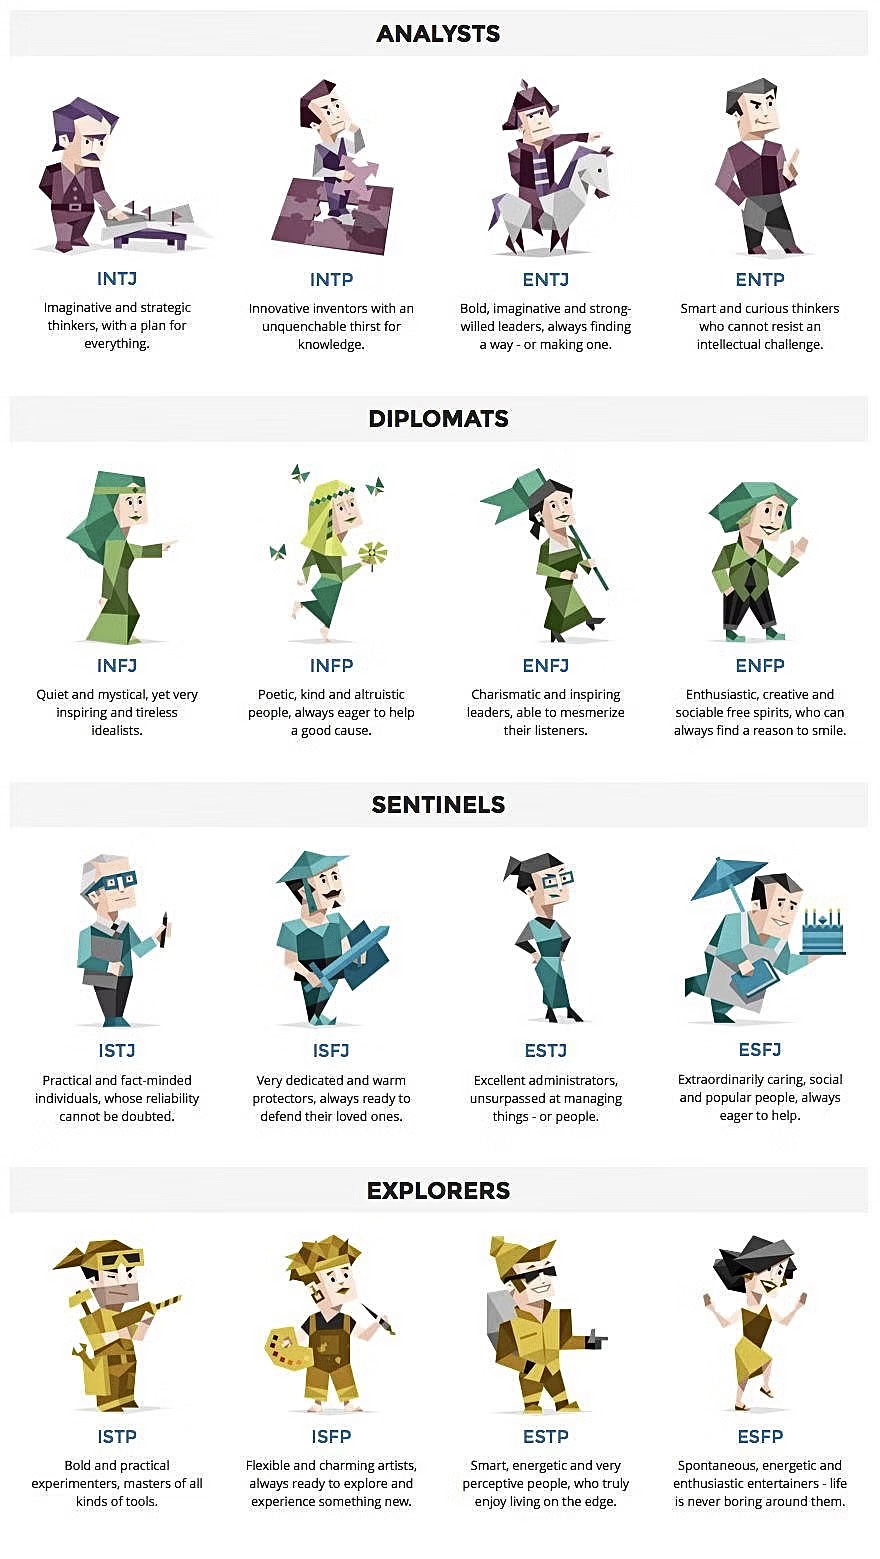 ANALYSTS
INTJ
Imaginative and strategic
thinkers, with a plan for
everything.
INTP
Innovative inventors with an
unquenchable thirst for
knowledge.
ENTJ
Bold, imaginative and strong-
willed leaders, always finding
a way - or making one.
ENTP
Smart and curious thinkers
who cannot resist an
intellectual challenge.
DIPLOMATS
INFJ
Quiet and mystical, yet very
inspiring and tireless
idealists.
INFP
Poetic, kind and altruistic
people, always eager to help
a good cause.
ENFJ
Charismatic and inspiring
leaders, able to mesmerize
their listeners.
ENFP
Enthusiastic, creative and
sociable free spirits, who can
always find a reason to smile.
SENTINELS
ISTJ
Practical and fact-minded
individuals, whose reliability
cannot be doubted.
ISFJ
Very dedicated and warm
protectors, always ready to
defend their loved ones.
ESTJ
Excellent administrators,
unsurpassed at managing
things - or people.
ESFJ
Extraordinarily caring, social
and popular people, always
eager to help.
EXPLORERS
ISTP
Bold and practical
experimenters, masters of all
kinds of tools.
ISFP
Flexible and charming artists,
always ready to explore and
experience something new.
ESTP
Smart, energetic and very
perceptive people, who truly
enjoy living on the edge.
ESFP
Spontaneous, energetic and
enthusiastic entertainers - life
is never boring around them.